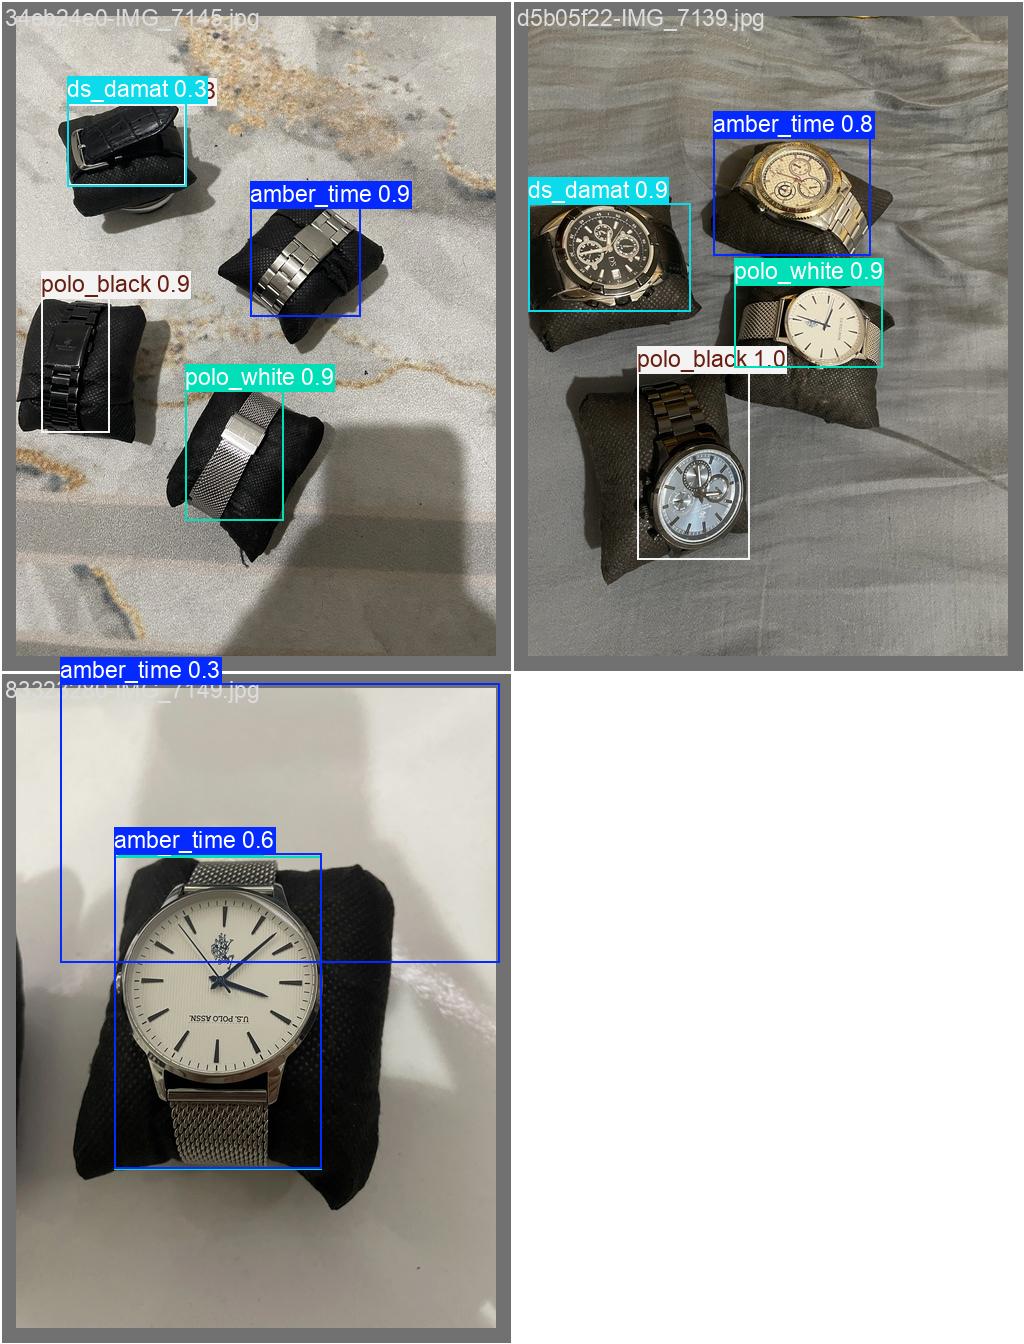 34eb24e0-IMG_7145.jpg
ds_damat 0.3
amber_time 0.9
polo_black 0.9
polo_white 0.9
d5b05f22-IMG_7139.jpg
amber_time 0.8
ds_damat 0.9
polo_white 0.9
polo_black 1.0
amber_time 0.3
IMG_7149.jpg
amber_time 0.6
U.S. POLO ASSN.